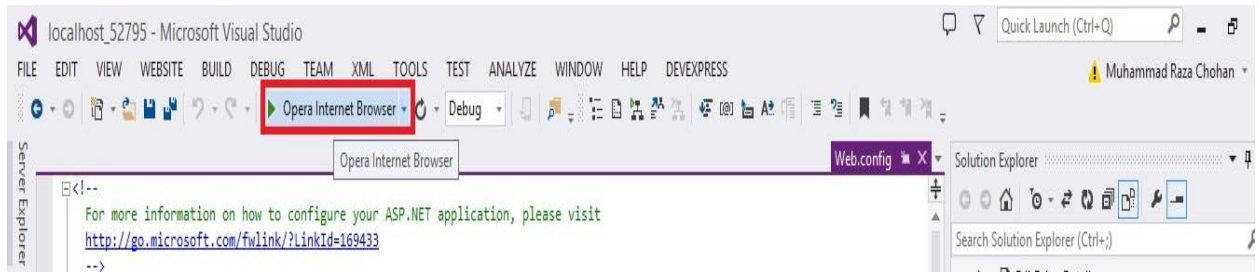 localhost_52795 - Microsoft Visual Studio
Quick Launch (Ctrl+Q)
FILE EDIT VIEW WEBSITE BUILD DEBUG TEAM XML TOOLS TEST ANALYZE WINDOW HELP DEVEXPRESS
Muhammad Raza Chohan
Opera Internet Browser
Debug
Opera Internet Browser
Web.config
Solution Explorer
Server Explorer
<!--
For more information on how to configure your ASP.NET application, please visit
http://go.microsoft.com/fwlink/?LinkId=169433
-->
Search Solution Explorer (Ctrl+;)